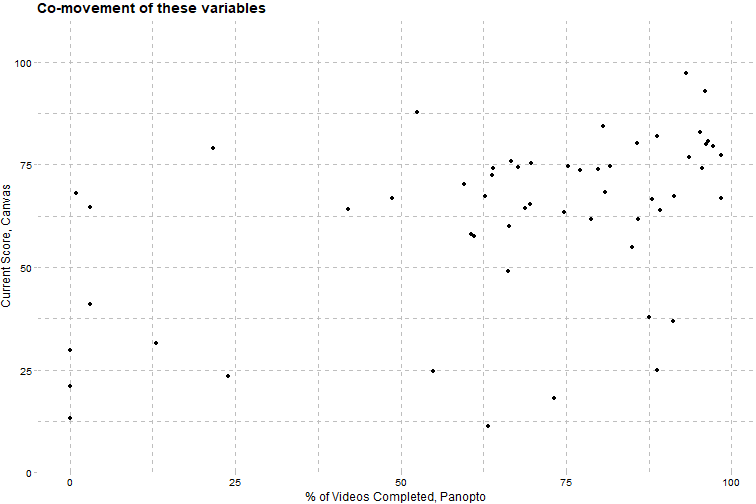 Co-movement of these variables
100
75
50
25
0
Current Score, Canvas
0 25 50 75 100
% of Videos Completed, Panopto